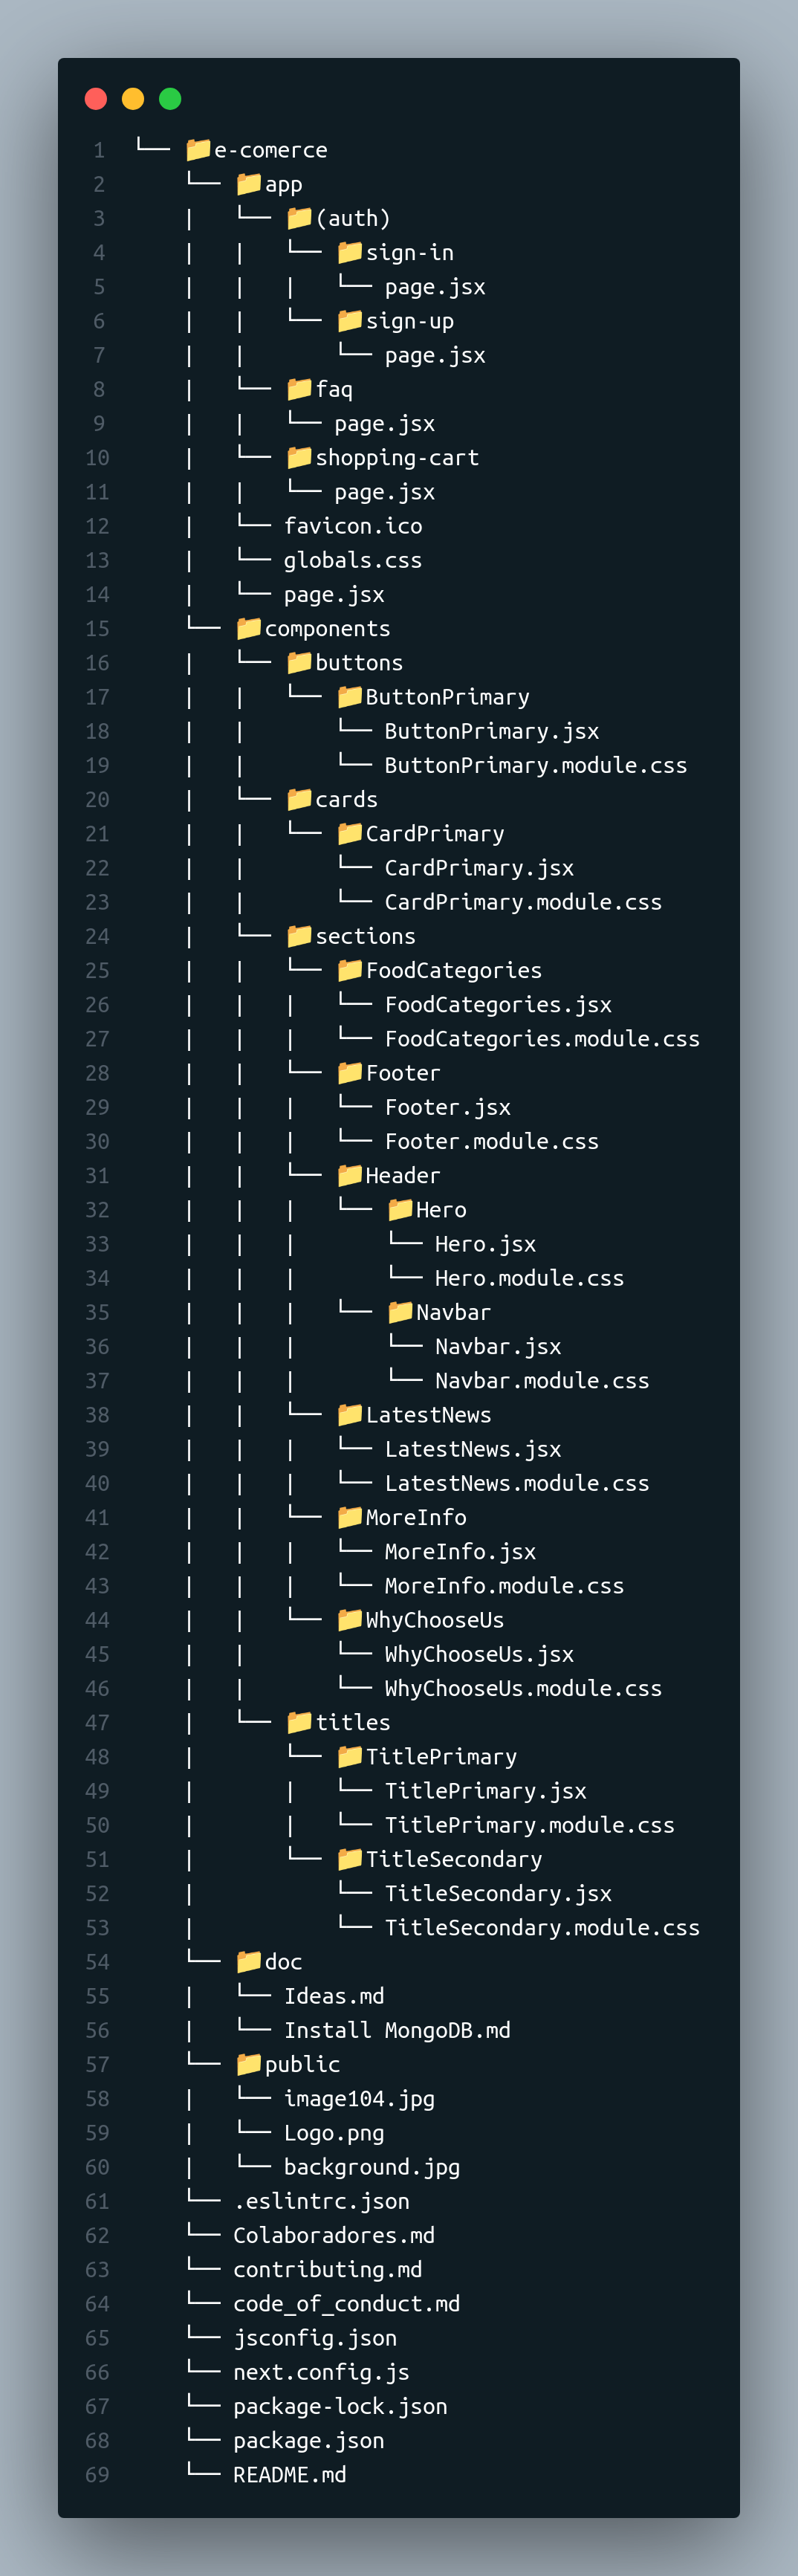 1 └── 📁e-comerce
2     └── 📁app
3     |   └── 📁(auth)
4     |   |   └── 📁sign-in
5     |   |   |   └── page.jsx
6     |   |   └── 📁sign-up
7     |   |       └── page.jsx
8     |   └── 📁faq
9     |   |   └── page.jsx
10     |   └── 📁shopping-cart
11     |   |   └── page.jsx
12     |   └── favicon.ico
13     |   └── globals.css
14     |   └── page.jsx
15     └── 📁components
16     |   └── 📁buttons
17     |   |   └── 📁ButtonPrimary
18     |   |       └── ButtonPrimary.jsx
19     |   |       └── ButtonPrimary.module.css
20     |   └── 📁cards
21     |   |   └── 📁CardPrimary
22     |   |       └── CardPrimary.jsx
23     |   |       └── CardPrimary.module.css
24     |   └── 📁sections
25     |   |   └── 📁FoodCategories
26     |   |   |   └── FoodCategories.jsx
27     |   |   |   └── FoodCategories.module.css
28     |   |   └── 📁Footer
29     |   |   |   └── Footer.jsx
30     |   |   |   └── Footer.module.css
31     |   |   └── 📁Header
32     |   |   |   └── 📁Hero
33     |   |   |       └── Hero.jsx
34     |   |   |       └── Hero.module.css
35     |   |   |   └── 📁Navbar
36     |   |   |       └── Navbar.jsx
37     |   |   |       └── Navbar.module.css
38     |   |   └── 📁LatestNews
39     |   |   |   └── LatestNews.jsx
40     |   |   |   └── LatestNews.module.css
41     |   |   └── 📁MoreInfo
42     |   |   |   └── MoreInfo.jsx
43     |   |   |   └── MoreInfo.module.css
44     |   |   └── 📁WhyChooseUs
45     |   |       └── WhyChooseUs.jsx
46     |   |       └── WhyChooseUs.module.css
47     |   └── 📁titles
48     |       └── 📁TitlePrimary
49     |       |   └── TitlePrimary.jsx
50     |       |   └── TitlePrimary.module.css
51     |       └── 📁TitleSecondary
52     |           └── TitleSecondary.jsx
53     |           └── TitleSecondary.module.css
54     └── 📁doc
55     |   └── Ideas.md
56     |   └── Install MongoDB.md
57     └── 📁public
58     |   └── image104.jpg
59     |   └── Logo.png
60     |   └── background.jpg
61     └── .eslintrc.json
62     └── Colaboradores.md
63     └── contributing.md
64     └── code_of_conduct.md
65     └── jsconfig.json
66     └── next.config.js
67     └── package-lock.json
68     └── package.json
69     └── README.md